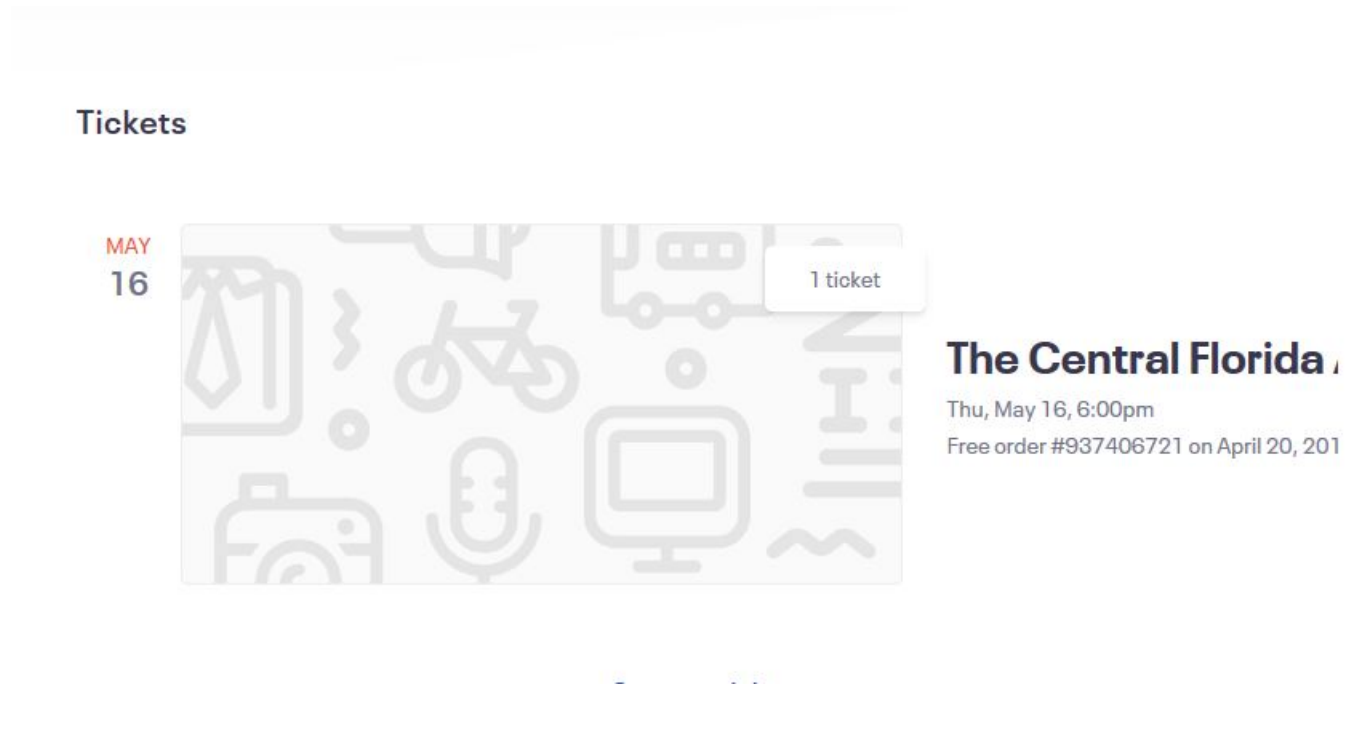 Tickets
MAY
16
1 ticket
The Central Florida
Thu, May 16, 6:00pm
Free order #937406721 on April 20, 201